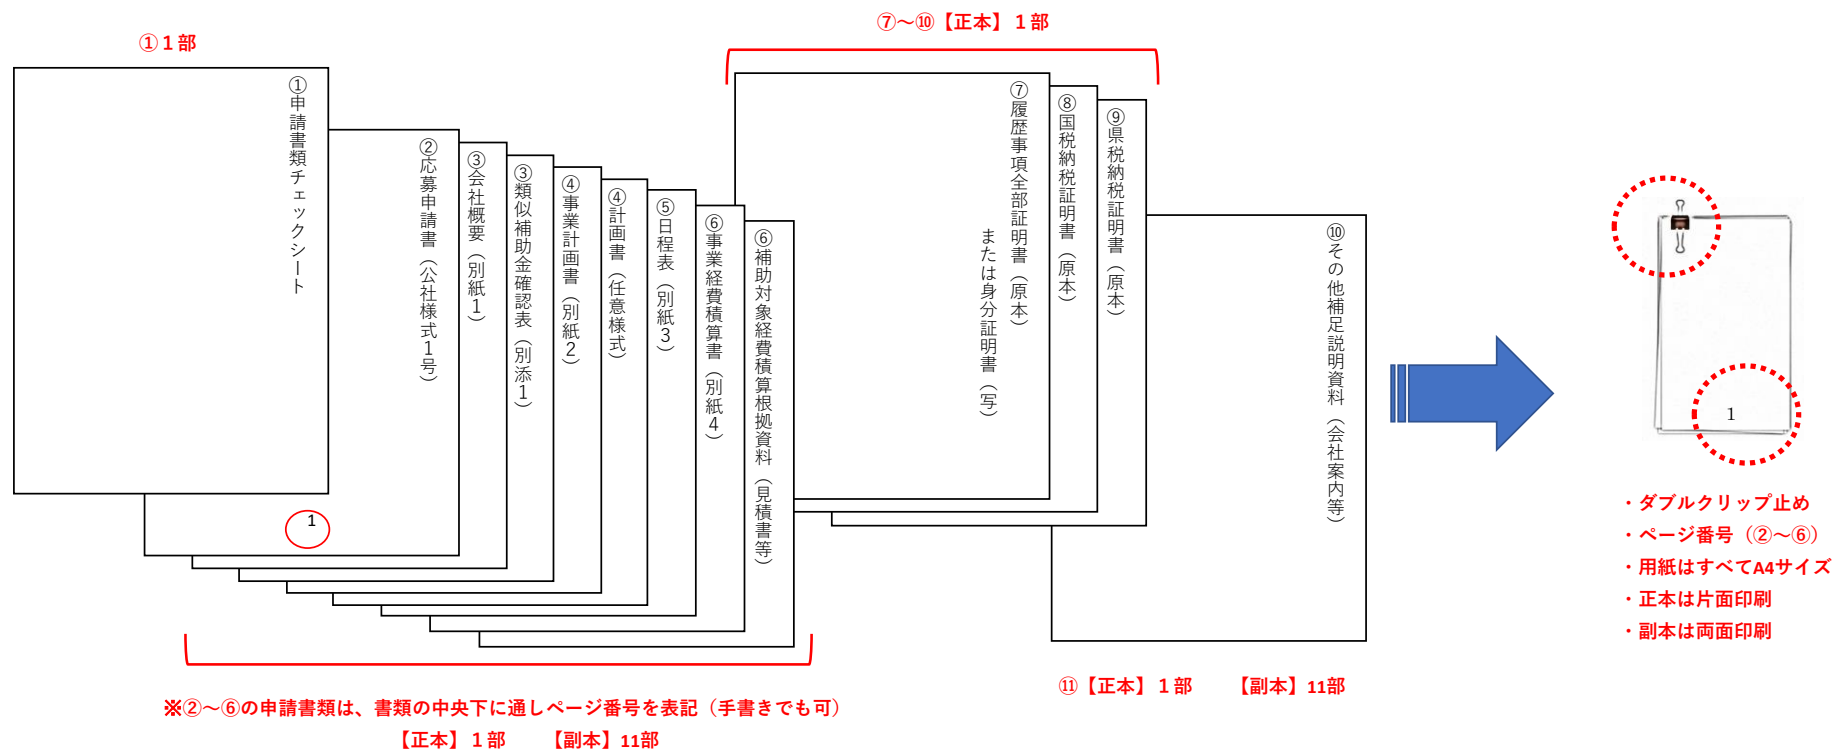 ①１部
⑦～⑩【正本】１部
①申請書類チェックシート
②応募申請書（公社様式１号）
③会社概要（別紙１）
③類似補助金確認表（別添１）
④事業計画書（別紙２）
④計画書（任意様式）
⑤日程表（別紙３）
⑥事業経費積算書（別紙４）
⑥補助対象経費積算根拠資料（見積書等）
⑦履歴事項全部証明書（原本）
または身分証明書（写）
⑧国税納税証明書（原本）
⑨県税納税証明書（原本）
⑩その他補足説明資料（会社案内等）
1
1
・ダブルクリップ止め
・ページ番号（②～⑥）
・用紙はすべてA4サイズ
・正本は片面印刷
・副本は両面印刷
⑪【正本】１部　【副本】11部
※②～⑥の申請書類は、書類の中央下に通しページ番号を表記（手書きでも可）
【正本】１部　【副本】11部